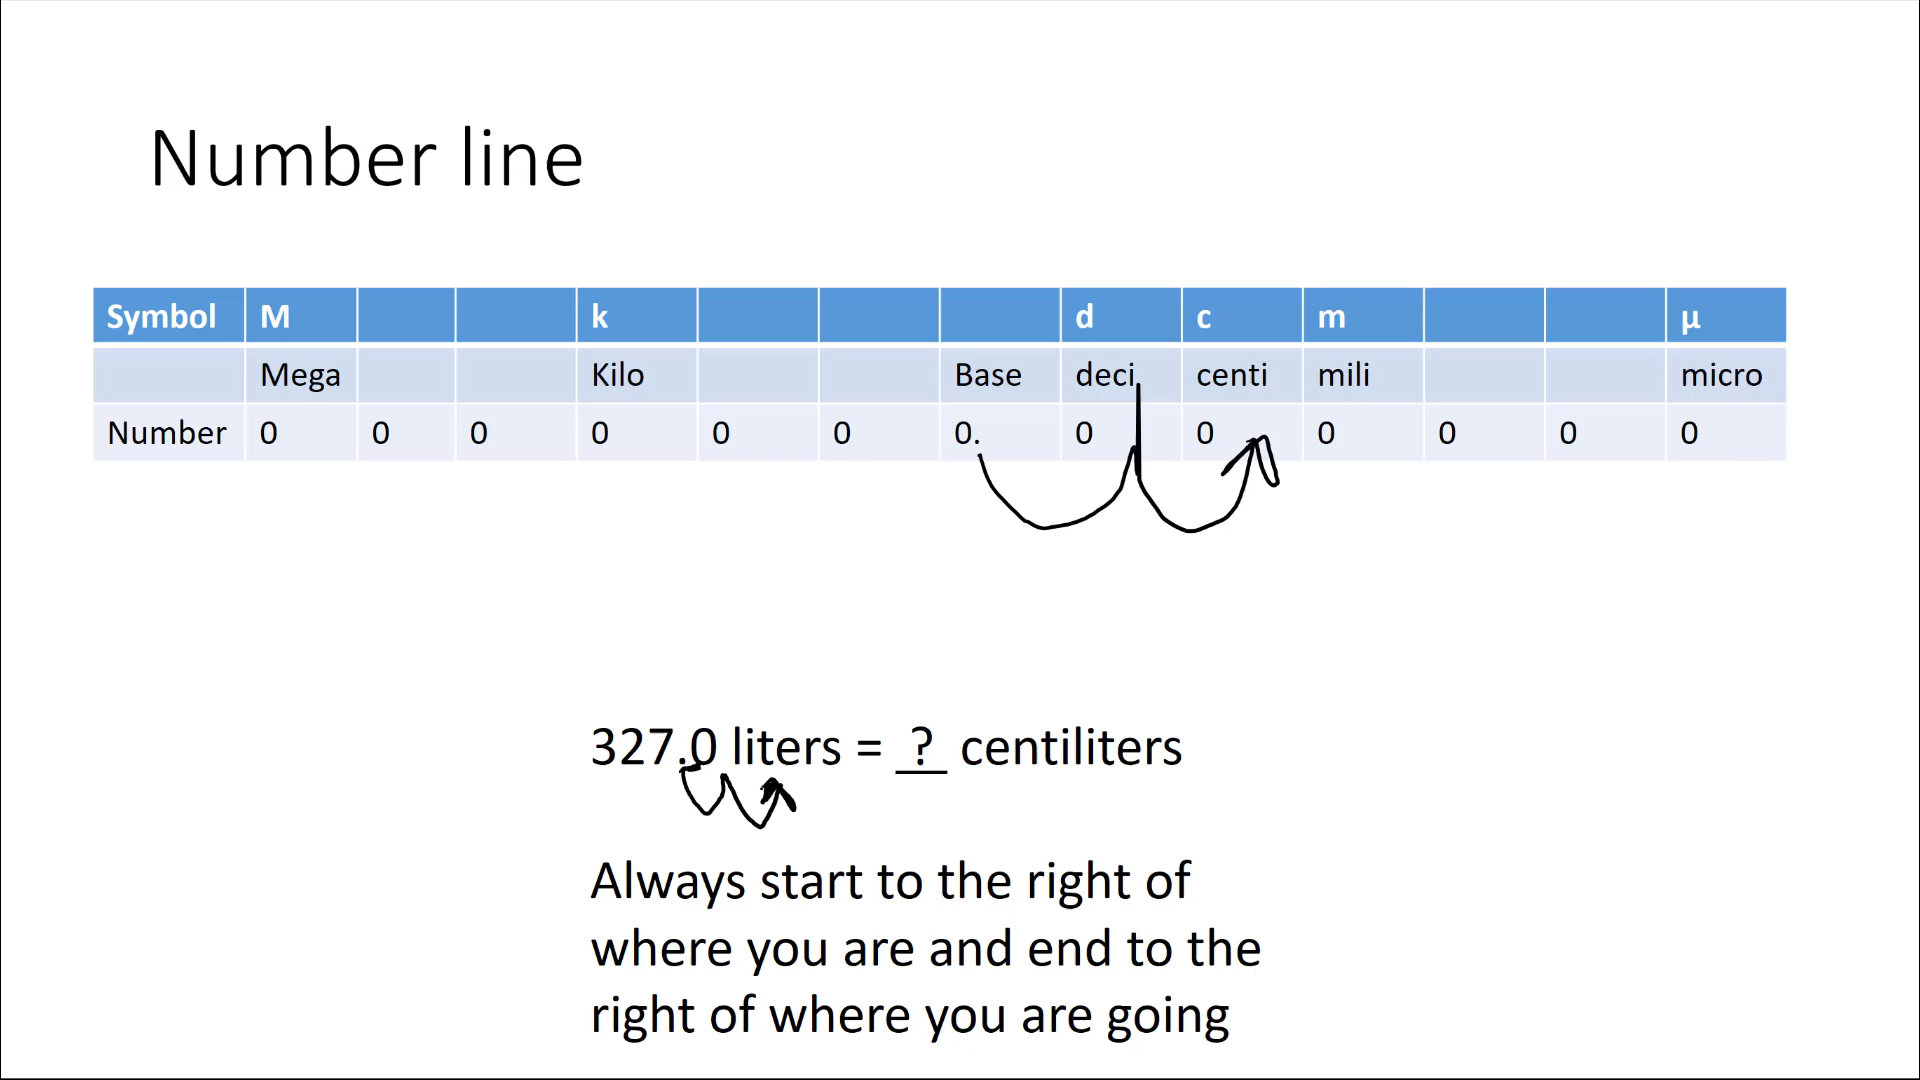 Number line
Symbol M k d c m µ
Mega Kilo Base deci centi mili micro
Number 0 0 0 0 0 0 0. 0 0 0 0 0 0
327.0 liters = ? centiliters
Always start to the right of
where you are and end to the
right of where you are going